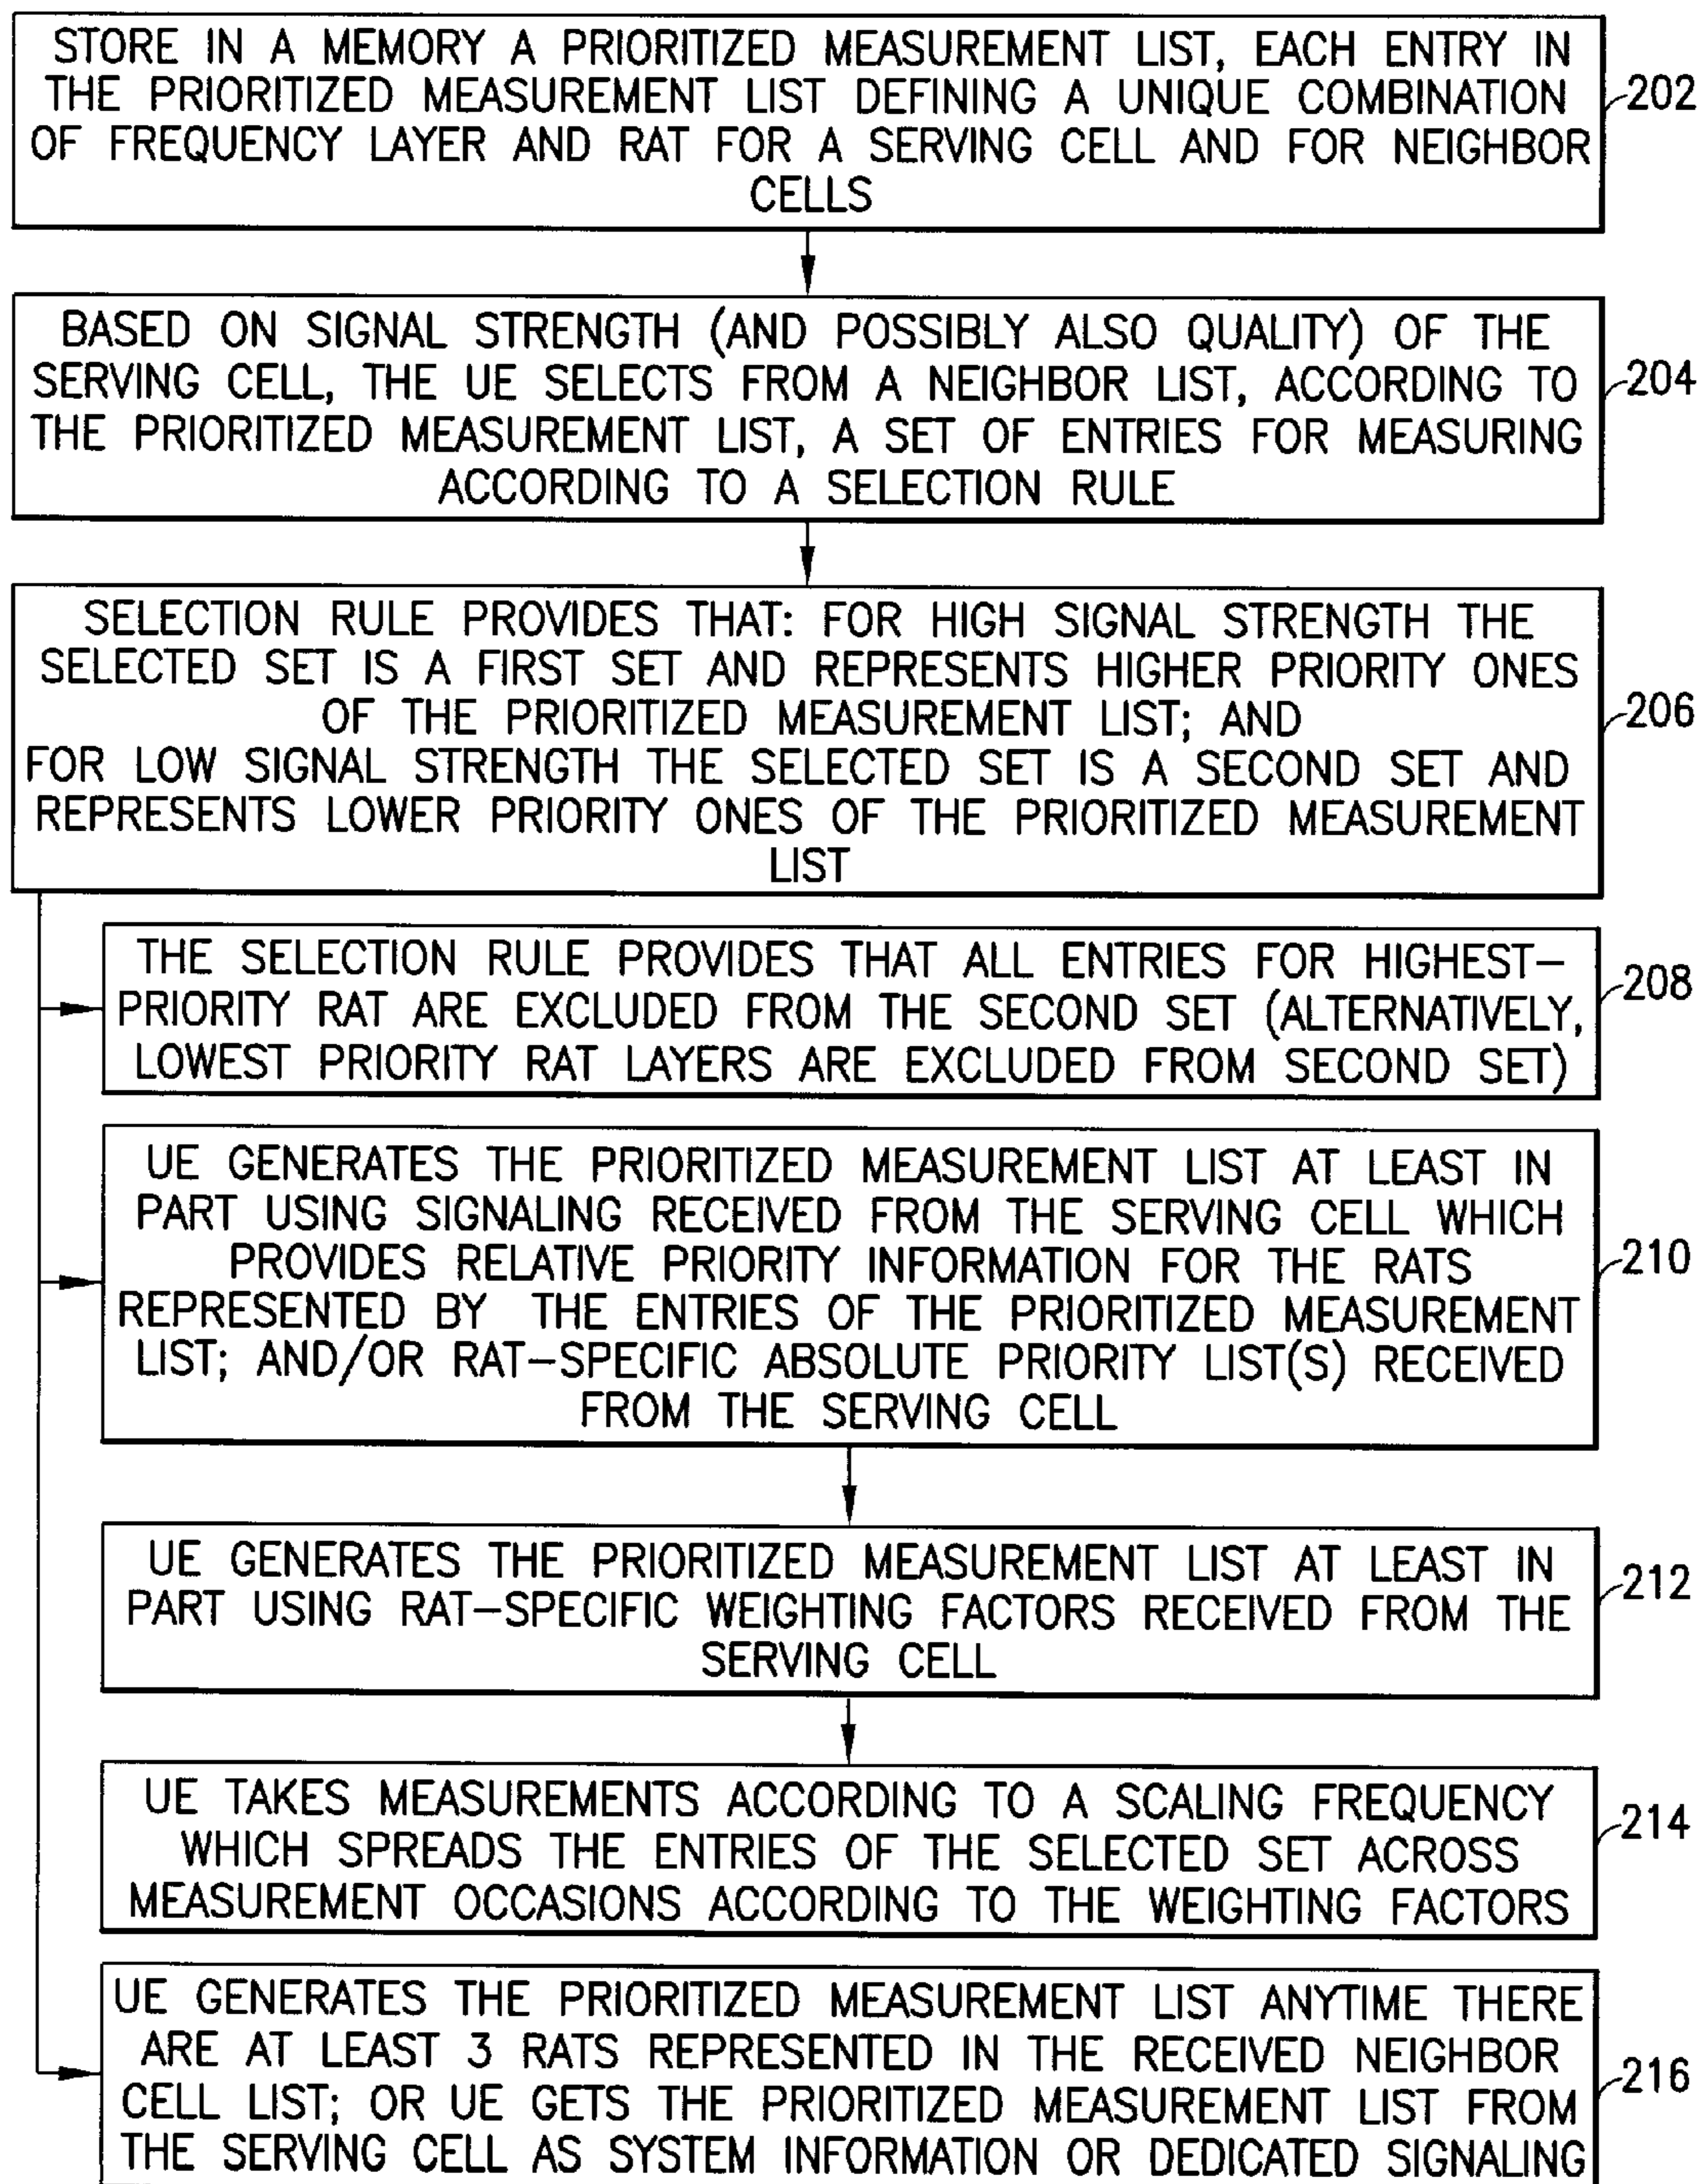 STORE IN A MEMORY A PRIORITIZED MEASUREMENT LIST, EACH ENTRY IN
THE PRIORITIZED MEASUREMENT LIST DEFINING A UNIQUE COMBINATION
OF FREQUENCY LAYER AND RAT FOR A SERVING CELL AND FOR NEIGHBOR
CELLS
202
BASED ON SIGNAL STRENGTH (AND POSSIBLY ALSO QUALITY) OF THE
SERVING CELL, THE UE SELECTS FROM A NEIGHBOR LIST, ACCORDING TO
THE PRIORITIZED MEASUREMENT LIST, A SET OF ENTRIES FOR MEASURING
ACCORDING TO A SELECTION RULE
204
SELECTION RULE PROVIDES THAT: FOR HIGH SIGNAL STRENGTH THE
SELECTED SET IS A FIRST SET AND REPRESENTS HIGHER PRIORITY ONES
OF THE PRIORITIZED MEASUREMENT LIST; AND
FOR LOW SIGNAL STRENGTH THE SELECTED SET IS A SECOND SET AND
REPRESENTS LOWER PRIORITY ONES OF THE PRIORITIZED MEASUREMENT
LIST
206
THE SELECTION RULE PROVIDES THAT ALL ENTRIES FOR HIGHEST–
PRIORITY RAT ARE EXCLUDED FROM THE SECOND SET (ALTERNATIVELY,
LOWEST PRIORITY RAT LAYERS ARE EXCLUDED FROM SECOND SET)
208
UE GENERATES THE PRIORITIZED MEASUREMENT LIST AT LEAST IN
PART USING SIGNALING RECEIVED FROM THE SERVING CELL WHICH
PROVIDES RELATIVE PRIORITY INFORMATION FOR THE RATS
REPRESENTED BY THE ENTRIES OF THE PRIORITIZED MEASUREMENT
LIST; AND/OR RAT–SPECIFIC ABSOLUTE PRIORITY LIST(S) RECEIVED
FROM THE SERVING CELL
210
UE GENERATES THE PRIORITIZED MEASUREMENT LIST AT LEAST IN
PART USING RAT–SPECIFIC WEIGHTING FACTORS RECEIVED FROM THE
SERVING CELL
212
UE TAKES MEASUREMENTS ACCORDING TO A SCALING FREQUENCY
WHICH SPREADS THE ENTRIES OF THE SELECTED SET ACROSS
MEASUREMENT OCCASIONS ACCORDING TO THE WEIGHTING FACTORS
214
UE GENERATES THE PRIORITIZED MEASUREMENT LIST ANYTIME THERE
ARE AT LEAST 3 RATS REPRESENTED IN THE RECEIVED NEIGHBOR
CELL LIST; OR UE GETS THE PRIORITIZED MEASUREMENT LIST FROM
THE SERVING CELL AS SYSTEM INFORMATION OR DEDICATED SIGNALING
216